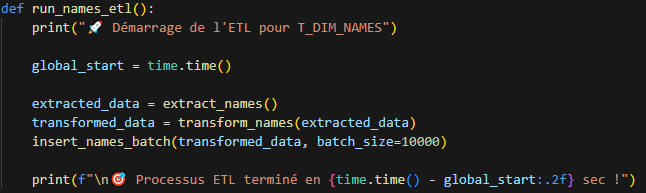 def run_names_etl():
    print("🚀 Démarrage de l'ETL pour T_DIM_NAMES")
    global_start = time.time()
    extracted_data = extract_names()
    transformed_data = transform_names(extracted_data)
    insert_names_batch(transformed_data, batch_size=10000)
    print(f"\n🎯 Processus ETL terminé en {time.time() - global_start:.2f} sec !")